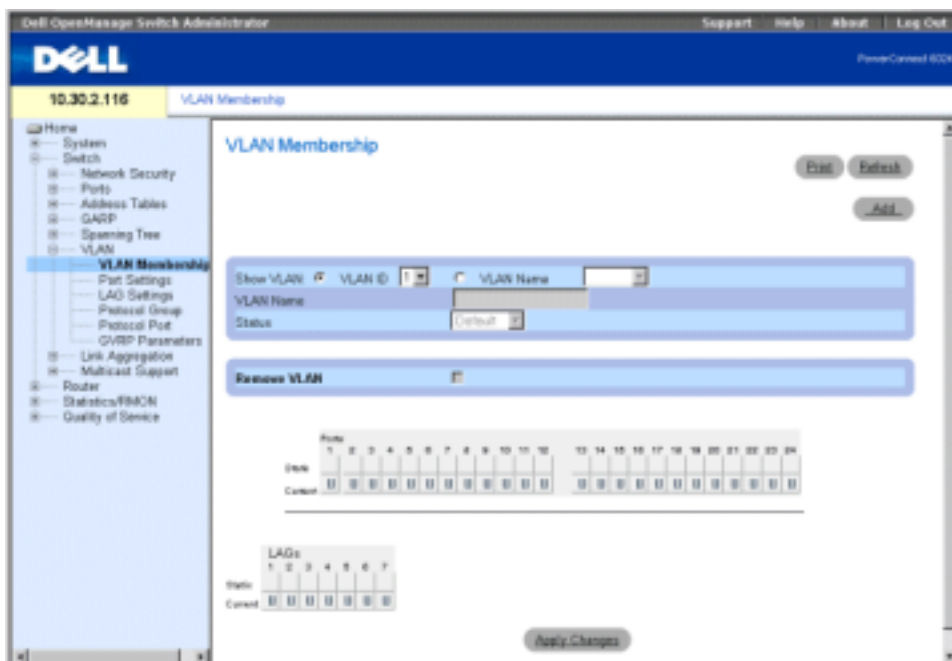 Dell OpenManage Switch Administrator Support Help About Log Out
DELL
PowerConnect 6024
10.30.2.116 VLAN Membership
Home
System
Switch
Network Security
Ports
Address Tables
GARP
Spanning Tree
VLAN
VLAN Membership
Port Settings
LAG Settings
Protocol Group
Protocol Port
GVRP Parameters
Link Aggregation
Multicast Support
Router
Statistics/RMON
Quality of Service
VLAN Membership
Print Refresh
Add
Show VLAN VLAN ID 1 VLAN Name
VLAN Name
Status Default
Remove VLAN
Ports
1 2 3 4 5 6 7 8 9 10 11 12 13 14 15 16 17 18 19 20 21 22 23 24
Static
Current U U U U U U U U U U U U U U U U U U U U U U U U
LAGs
1 2 3 4 5 6 7
Static
Current U U U U U U U
Apply Changes